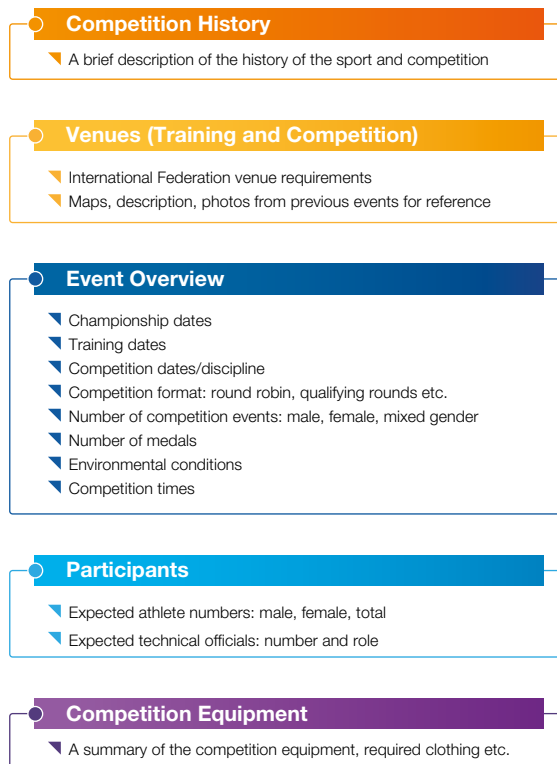 Competition History
A brief description of the history of the sport and competition
Venues (Training and Competition)
International Federation venue requirements
Maps, description, photos from previous events for reference
Event Overview
Championship dates
Training dates
Competition dates/discipline
Competition format: round robin, qualifying rounds etc.
Number of competition events: male, female, mixed gender
Number of medals
Environmental conditions
Competition times
Participants
Expected athlete numbers: male, female, total
Expected technical officials: number and role
Competition Equipment
A summary of the competition equipment, required clothing etc.